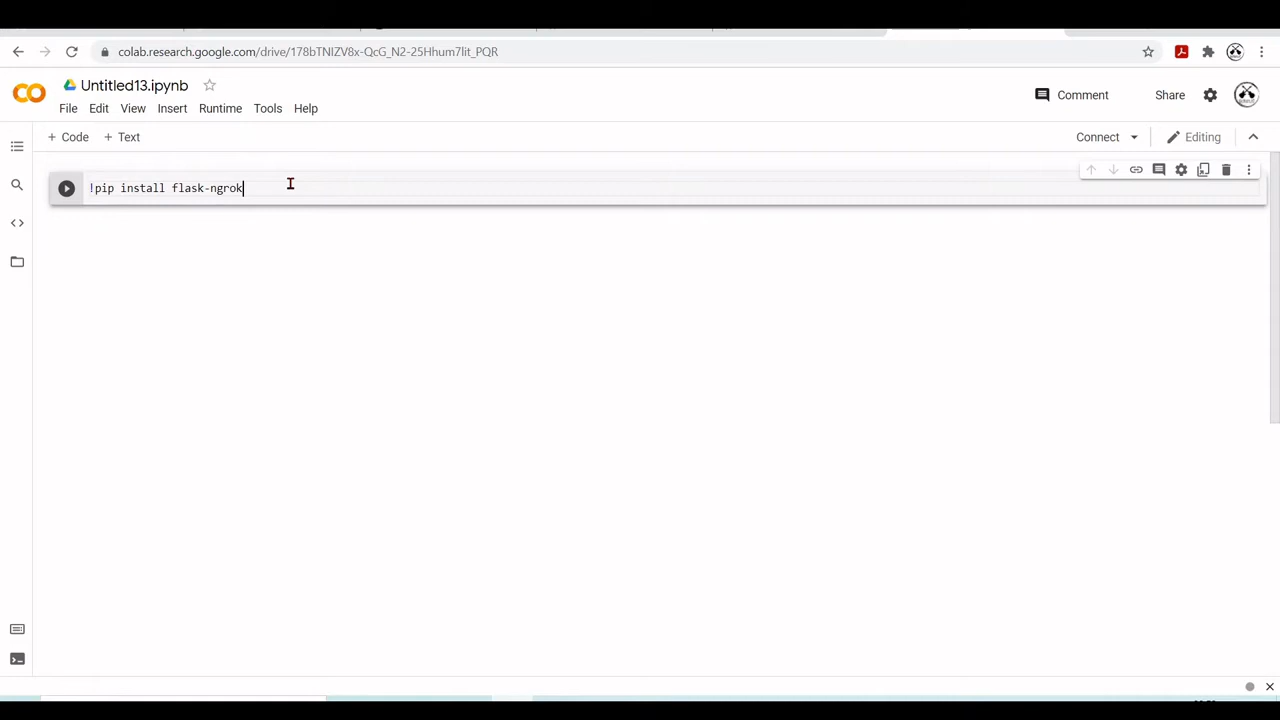 colab.research.google.com/drive/178bTNIZV8x-QcG_N2-25Hhum7lit_PQR
Untitled13.ipynb
File Edit View Insert Runtime Tools Help
Comment Share
+ Code + Text
Connect Editing
!pip install flask-ngrok